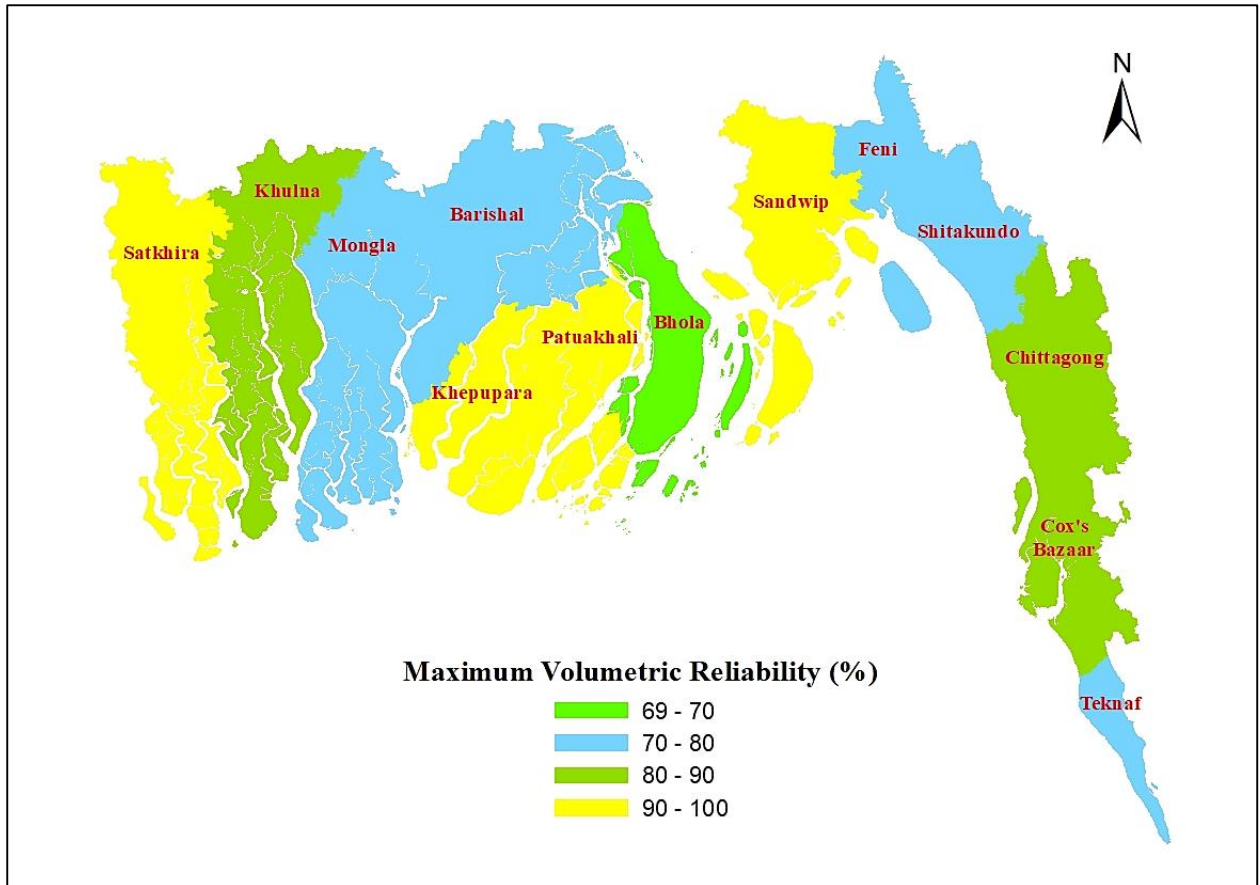 N
Feni
Khulna
Sandwip
Barishal
Shitakundo
Mongla
Satkhira
Bhola
Patuakhali
Chittagong
Khepupara
Cox's
Bazaar
Maximum Volumetric Reliability (%)
Teknaf
69 - 70
70 - 80
80 - 90
90 - 100